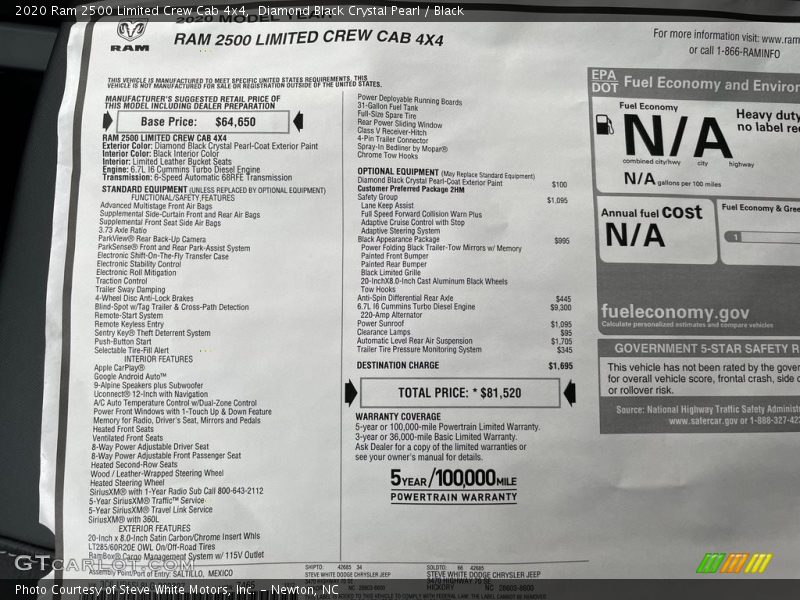 2020 Ram 2500 Limited Crew Cab 4x4,  Diamond Black Crystal Pearl / Black
2020 MODEL YEAR
RAM
RAM 2500 LIMITED CREW CAB 4X4
For more information visit: www.ram
or call 1-866-RAMINFO
THIS VEHICLE IS MANUFACTURED TO MEET SPECIFIC UNITED STATES REQUIREMENTS. THIS
VEHICLE IS NOT MANUFACTURED FOR SALE OR REGISTRATION OUTSIDE OF THE UNITED STATES.
MANUFACTURER'S SUGGESTED RETAIL PRICE OF
THIS MODEL INCLUDING DEALER PREPARATION
Base Price: $64,650
RAM 2500 LIMITED CREW CAB 4X4
Exterior Color: Diamond Black Crystal Pearl-Coat Exterior Paint
Interior Color: Black Interior Color
Interior: Limited Leather Bucket Seats
Engine: 6.7L I6 Cummins Turbo Diesel Engine
Transmission: 6-Speed Automatic 68RFE Transmission
STANDARD EQUIPMENT (UNLESS REPLACED BY OPTIONAL EQUIPMENT)
FUNCTIONAL/SAFETY FEATURES
Advanced Multistage Front Air Bags
Supplemental Side-Curtain Front and Rear Air Bags
Supplemental Front Seat Side Air Bags
3.73 Axle Ratio
ParkView® Rear Back-Up Camera
ParkSense® Front and Rear Park-Assist System
Electronic Shift-On-The-Fly Transfer Case
Electronic Stability Control
Electronic Roll Mitigation
Traction Control
Trailer Sway Damping
4-Wheel Disc Anti-Lock Brakes
Blind-Spot w/Tag Trailer & Cross-Path Detection
Remote-Start System
Remote Keyless Entry
Sentry Key® Theft Deterrent System
Push-Button Start
Selectable Tire-Fill Alert
INTERIOR FEATURES
Apple CarPlay®
Google Android Auto™
9-Alpine Speakers plus Subwoofer
Uconnect® 12-Inch with Navigation
A/C Auto Temperature Control w/Dual-Zone Control
Power Front Windows with 1-Touch Up & Down Feature
Memory for Radio, Driver's Seat, Mirrors and Pedals
Heated Front Seats
Ventilated Front Seats
8-Way Power Adjustable Driver Seat
8-Way Power Adjustable Front Passenger Seat
Heated Second-Row Seats
Wood / Leather-Wrapped Steering Wheel
Heated Steering Wheel
SiriusXM® with 1-Year Radio Sub Call 800-643-2112
5-Year SiriusXM® Traffic™ Service
5-Year SiriusXM® Travel Link Service
SiriusXM® with 360L
EXTERIOR FEATURES
20-Inch x 8.0-Inch Satin Carbon/Chrome Insert Whls
LT285/60R20E OWL On/Off-Road Tires
RamBox® Cargo Management System w/ 115V Outlet
Power Deployable Running Boards
31-Gallon Fuel Tank
Full-Size Spare Tire
Rear Power Sliding Window
Class V Receiver-Hitch
4-Pin Trailer Connector
Spray-In Bedliner by Mopar®
Chrome Tow Hooks
OPTIONAL EQUIPMENT (May Replace Standard Equipment)
Diamond Black Crystal Pearl-Coat Exterior Paint $100
Customer Preferred Package 2HM
Safety Group $1,095
Lane Keep Assist
Full Speed Forward Collision Warn Plus
Adaptive Cruise Control with Stop
Adaptive Steering System
Black Appearance Package $995
Power Folding Black Trailer-Tow Mirrors w/ Memory
Painted Front Bumper
Painted Rear Bumper
Black Limited Grille
20-InchX8.0-Inch Cast Aluminum Black Wheels
Tow Hooks
Anti-Spin Differential Rear Axle $445
6.7L I6 Cummins Turbo Diesel Engine $9,300
220-Amp Alternator
Power Sunroof $1,095
Clearance Lamps $95
Automatic Level Rear Air Suspension $1,705
Trailer Tire Pressure Monitoring System $345
DESTINATION CHARGE $1,695
TOTAL PRICE: * $81,520
WARRANTY COVERAGE
5-year or 100,000-mile Powertrain Limited Warranty.
3-year or 36,000-mile Basic Limited Warranty.
Ask Dealer for a copy of the limited warranties or
see your owner's manual for details.
5YEAR/100,000MILE
POWERTRAIN WARRANTY
EPA
DOT
Fuel Economy and Environ
Fuel Economy
N/A
combined city/hwy city highway
N/A gallons per 100 miles
Heavy duty
no label re
Annual fuel cost
N/A
Fuel Economy & Gree
1
fueleconomy.gov
Calculate personalized estimates and compare vehicles
GOVERNMENT 5-STAR SAFETY R
This vehicle has not been rated by the gover
for overall vehicle score, frontal crash, side c
or rollover risk.
Source: National Highway Traffic Safety Administ
www.safercar.gov or 1-888-327-42
Assembly Point/Port of Entry: SALTILLO, MEXICO
SHIPTO: 42685 34
STEVE WHITE DODGE CHRYSLER JEEP
SOLDTO: 66 42685
STEVE WHITE DODGE CHRYSLER JEEP
3470 HIGHWAY 70 SE
HICKORY NC 28603-8600
GTcarlot.com
Photo Courtesy of Steve White Motors, Inc. – Newton, NC